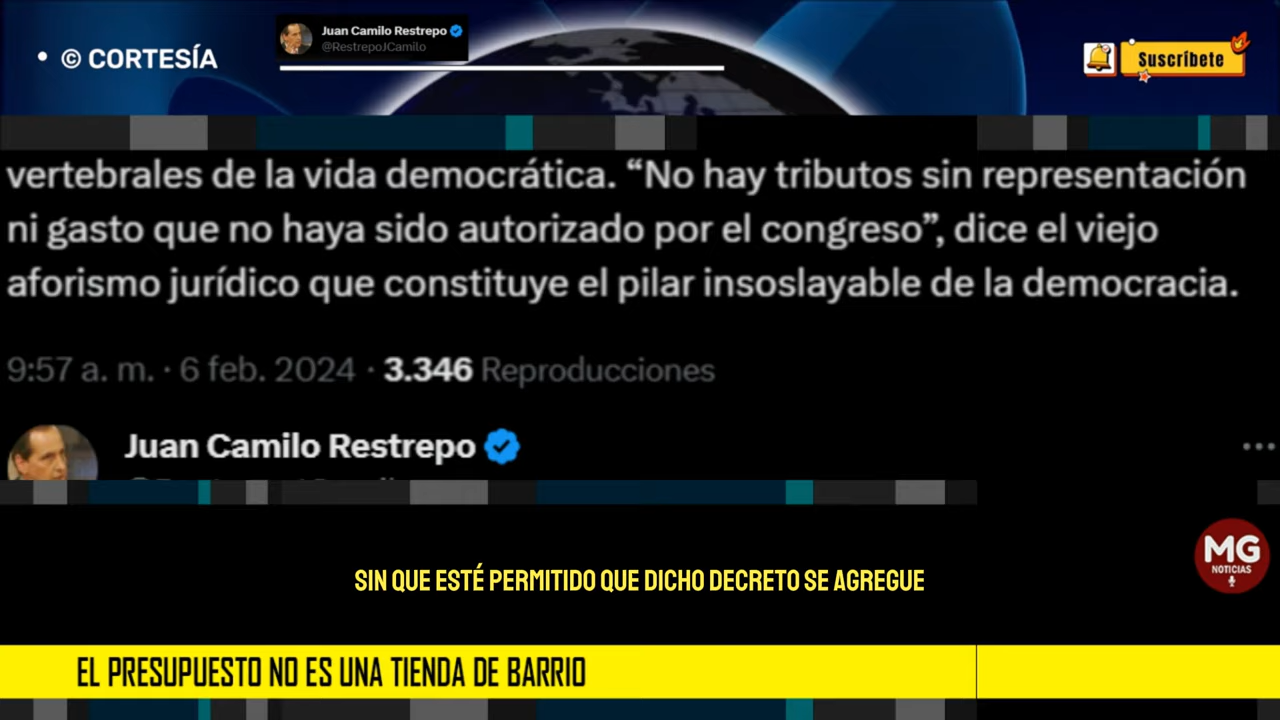 • © CORTESÍA
Juan Camilo Restrepo
@RestrepoJCamilo
Suscríbete
vertebrales de la vida democrática. “No hay tributos sin representación
ni gasto que no haya sido autorizado por el congreso”, dice el viejo
aforismo jurídico que constituye el pilar insoslayable de la democracia.
9:57 a. m. · 6 feb. 2024 · 3.346 Reproducciones
Juan Camilo Restrepo
MG
NOTICIAS
SIN QUE ESTÉ PERMITIDO QUE DICHO DECRETO SE AGREGUE
EL PRESUPUESTO NO ES UNA TIENDA DE BARRIO